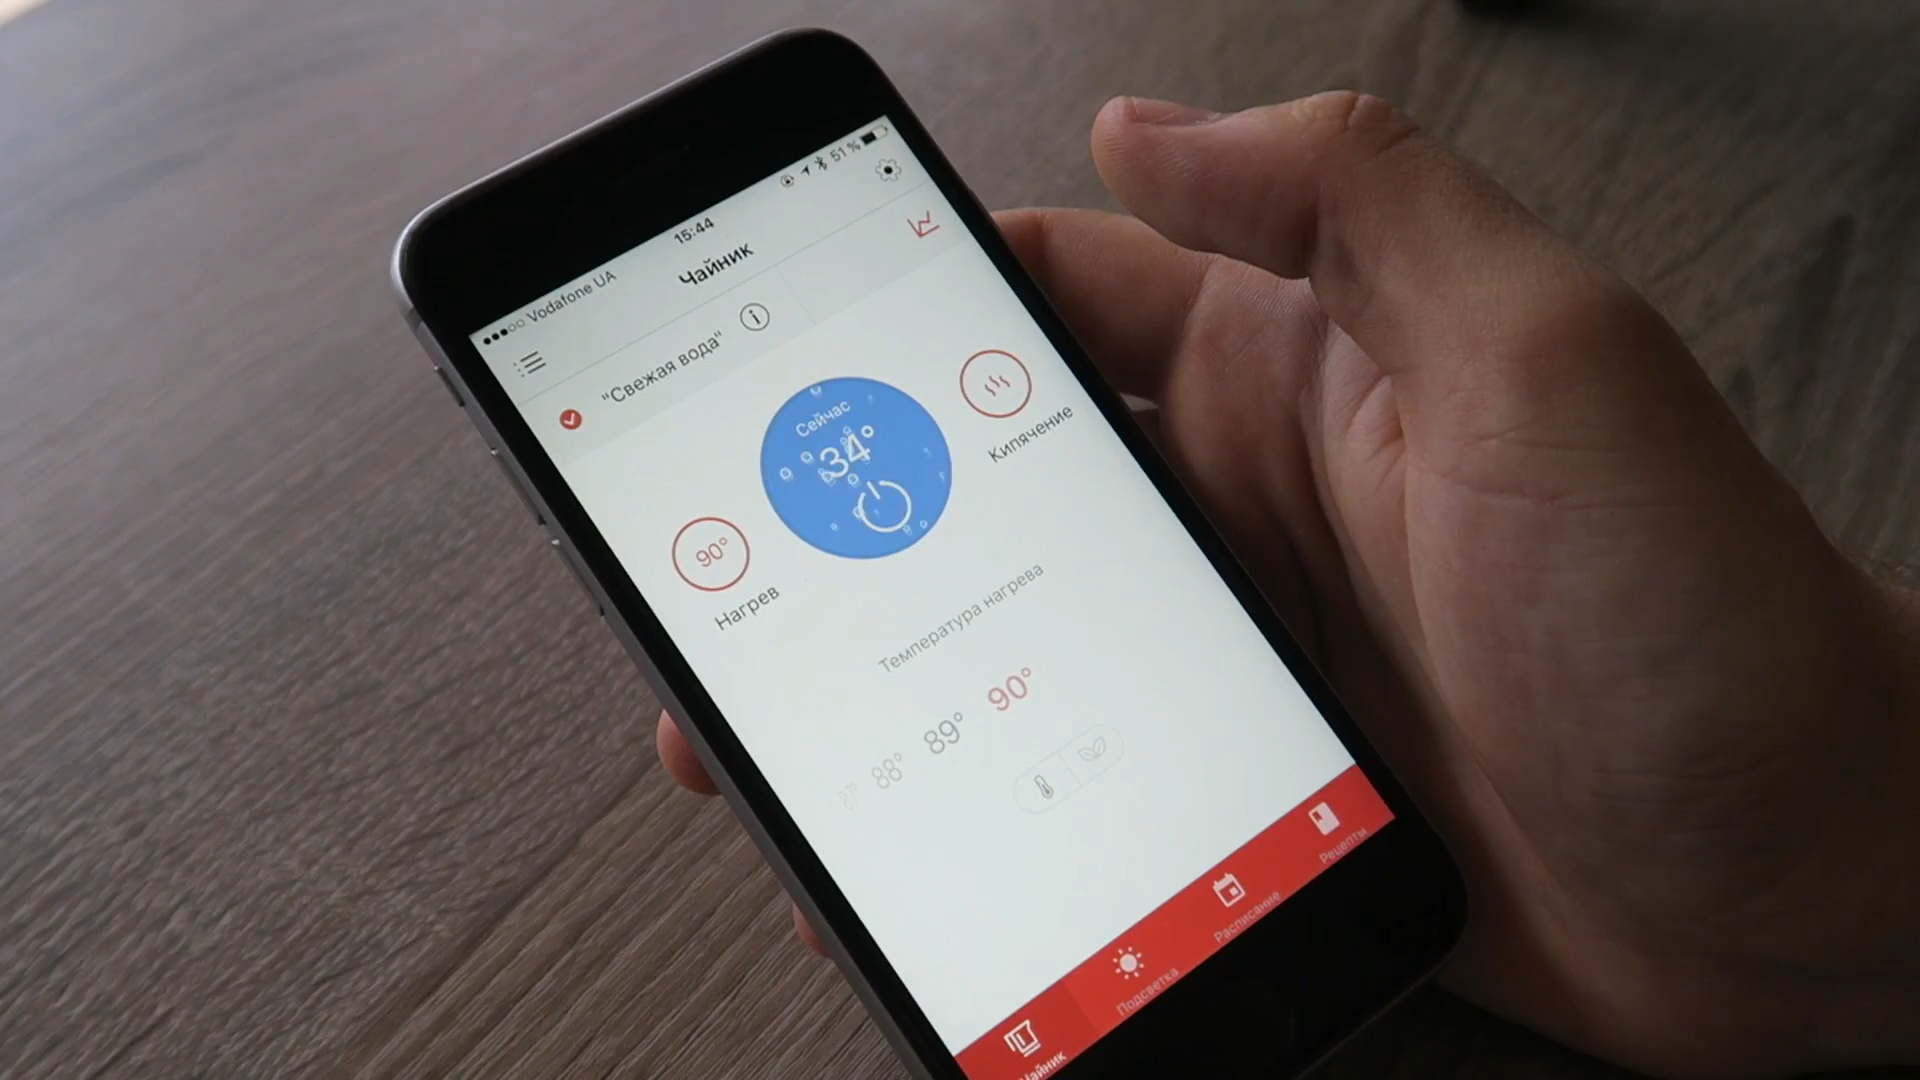 Vodafone UA 15:44 51 %
Чайник
"Свежая вода"
Сейчас
34°
90°
Нагрев
Кипячение
Температура нагрева
88° 89° 90°
Чайник Подсветка Расписание Рецепты